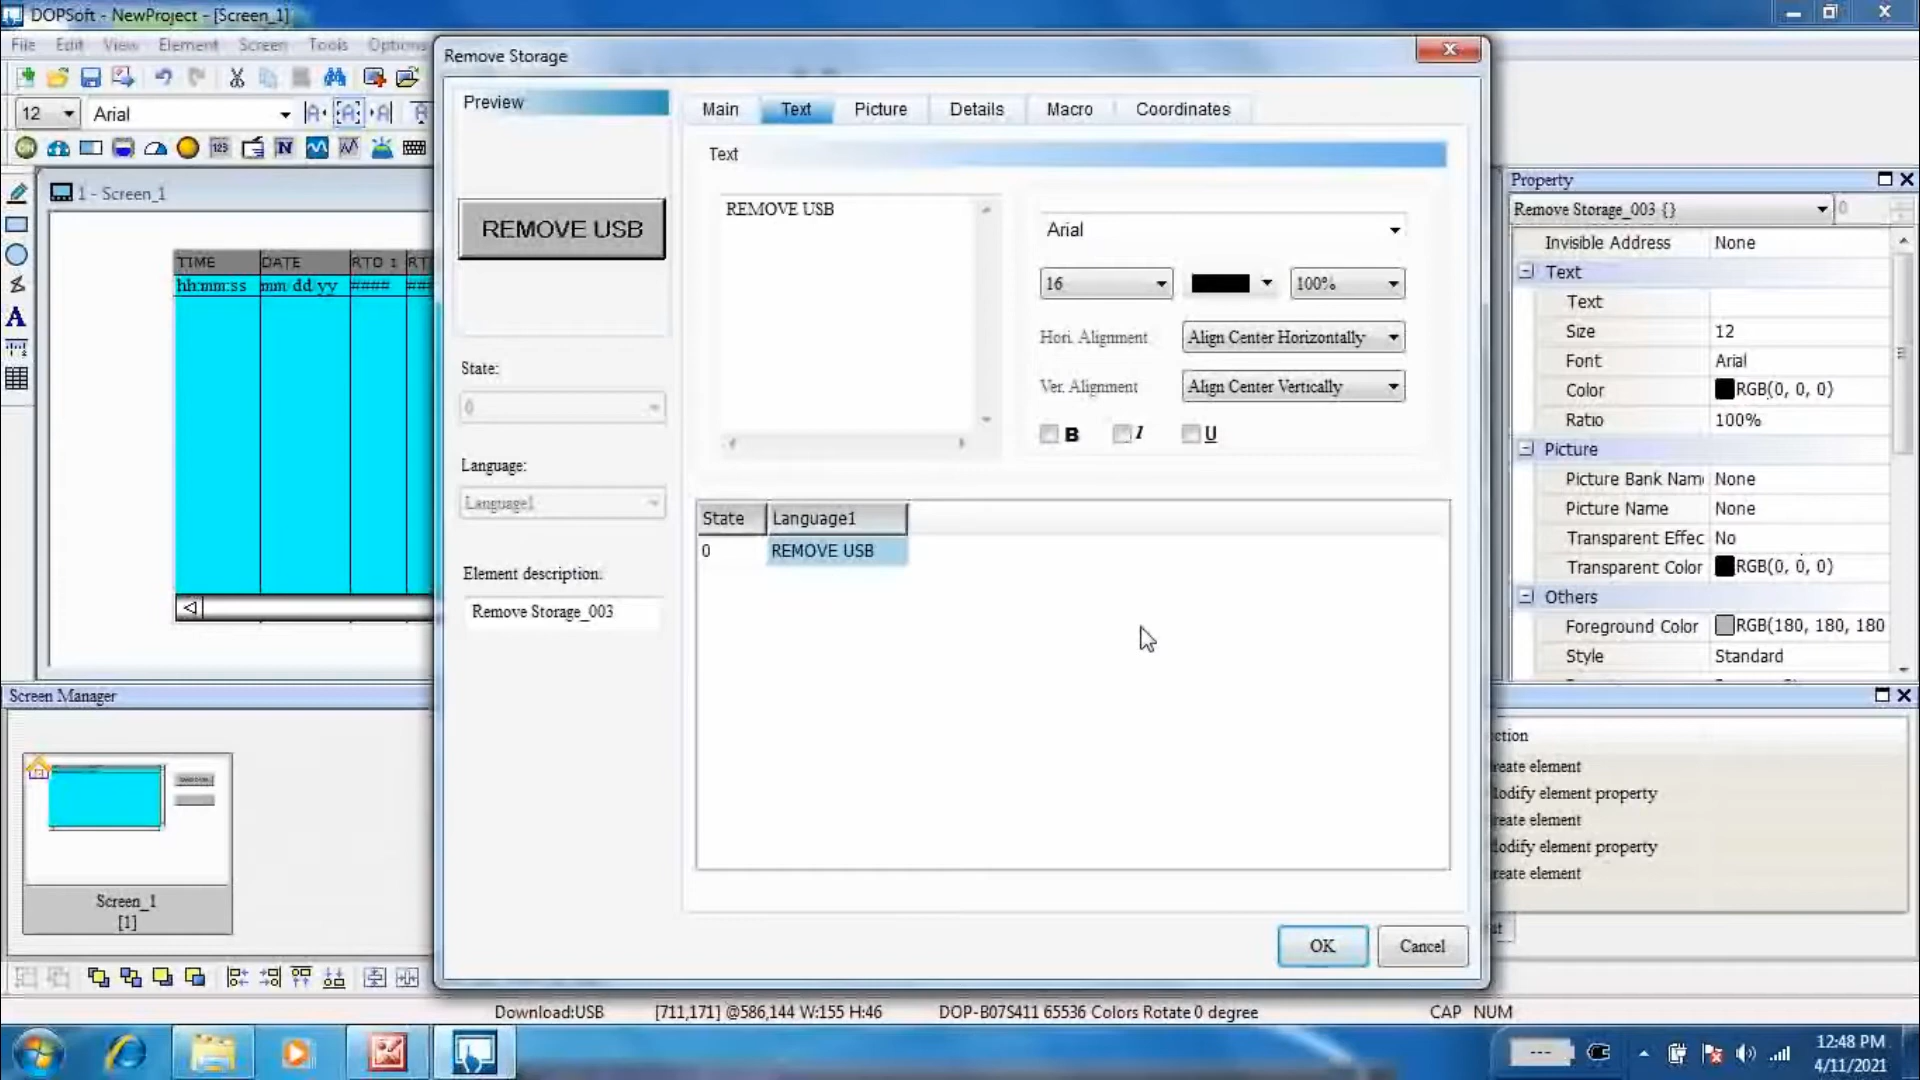 DOPSoft - NewProject - [Screen_1]
File Edit View Element Screen Tools Options
12 Arial
1 - Screen_1
TIME DATE RTO 1 RT
hh:mm:ss mm/dd/yy #### ###
Screen Manager
Screen_1
[1]
Remove Storage
Preview
REMOVE USB
State:
0
Language:
Language1
Element description:
Remove Storage_003
Main Text Picture Details Macro Coordinates
Text
REMOVE USB
Arial
16 100%
Hori. Alignment Align Center Horizontally
Ver. Alignment Align Center Vertically
B I U
State Language1
0 REMOVE USB
OK Cancel
Property
Remove Storage_003 {} 0
Invisible Address None
Text
Text
Size 12
Font Arial
Color RGB(0, 0, 0)
Ratio 100%
Picture
Picture Bank Nam None
Picture Name None
Transparent Effec No
Transparent Color RGB(0, 0, 0)
Others
Foreground Color RGB(180, 180, 180
Style Standard
ction
reate element
lodify element property
reate element
lodify element property
reate element
Download:USB [711,171] @586,144 W:155 H:46 DOP-B07S411 65536 Colors Rotate 0 degree CAP NUM
12:48 PM
4/11/2021